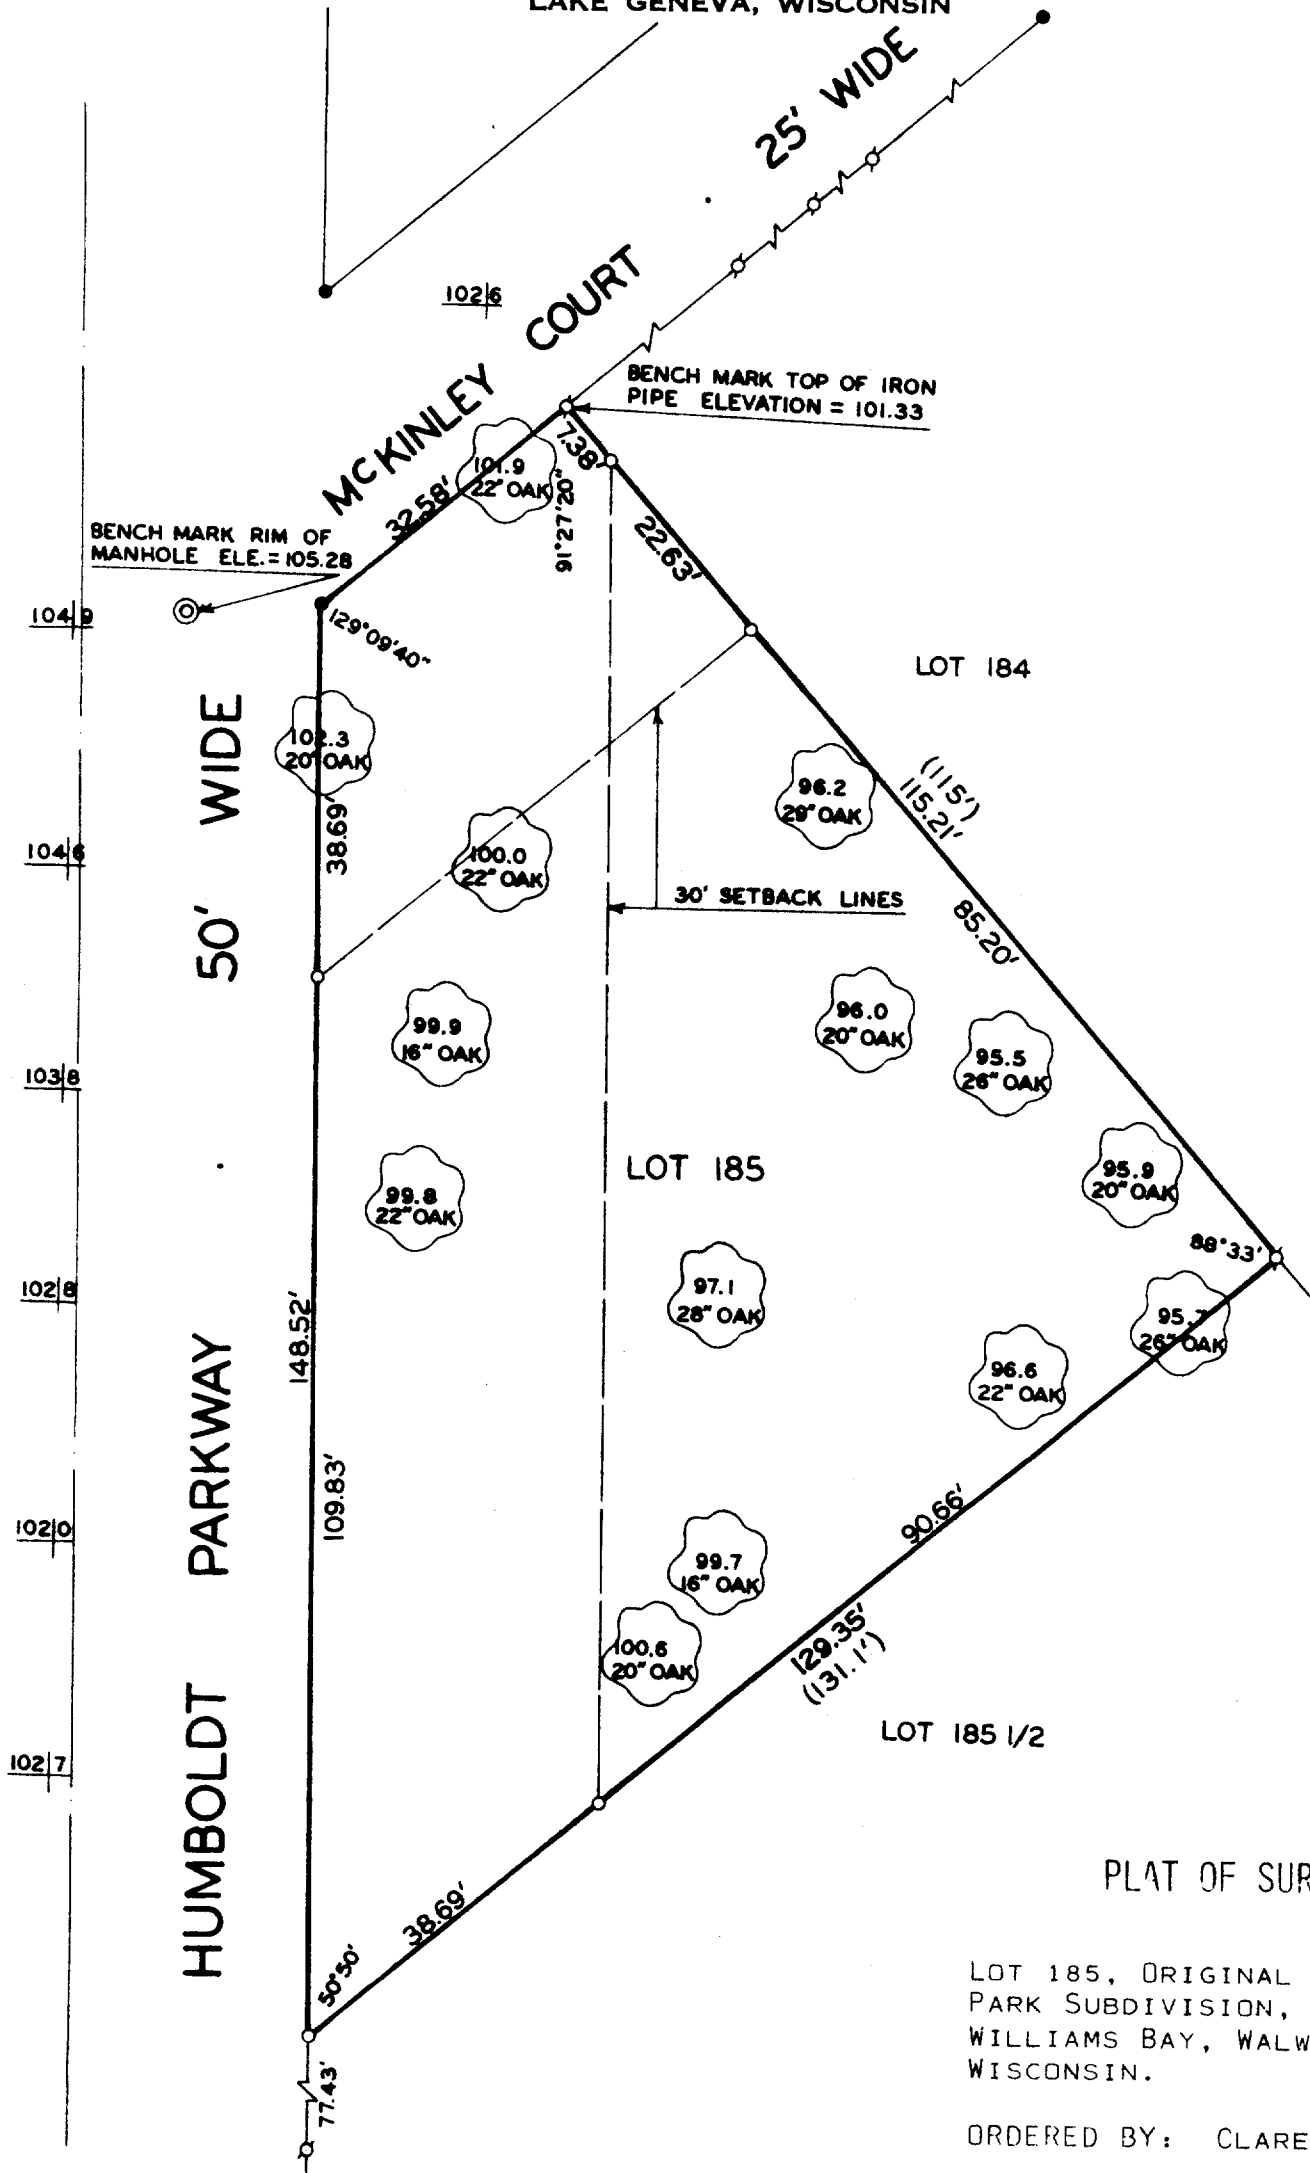 LAKE GENEVA, WISCONSIN
25' WIDE
102|6
MCKINLEY COURT
BENCH MARK TOP OF IRON
PIPE ELEVATION = 101.33
7.38'
101.9
22" OAK
32.58'
91°27'20"
22.63'
BENCH MARK RIM OF
MANHOLE ELE.= 105.28
104|9
129°09'40"
LOT 184
50' WIDE
102.3
20" OAK
38.69'
96.2
29" OAK
(115')
115.21'
104|6
100.0
22" OAK
30' SETBACK LINES
85.20'
99.9
16" OAK
96.0
20" OAK
95.5
26" OAK
103|8
LOT 185
99.8
22" OAK
95.9
20" OAK
88°33'
102|8
97.1
28" OAK
95.7
26" OAK
148.52'
96.6
22" OAK
HUMBOLDT PARKWAY
109.83'
90.66'
102|0
99.7
16" OAK
100.6
20" OAK
129.35'
(131.1')
LOT 185 1/2
102|7
38.69'
50°50'
77.43'
PLAT OF SUR
LOT 185, ORIGINAL
PARK SUBDIVISION,
WILLIAMS BAY, WALW
WISCONSIN.
ORDERED BY: CLARE